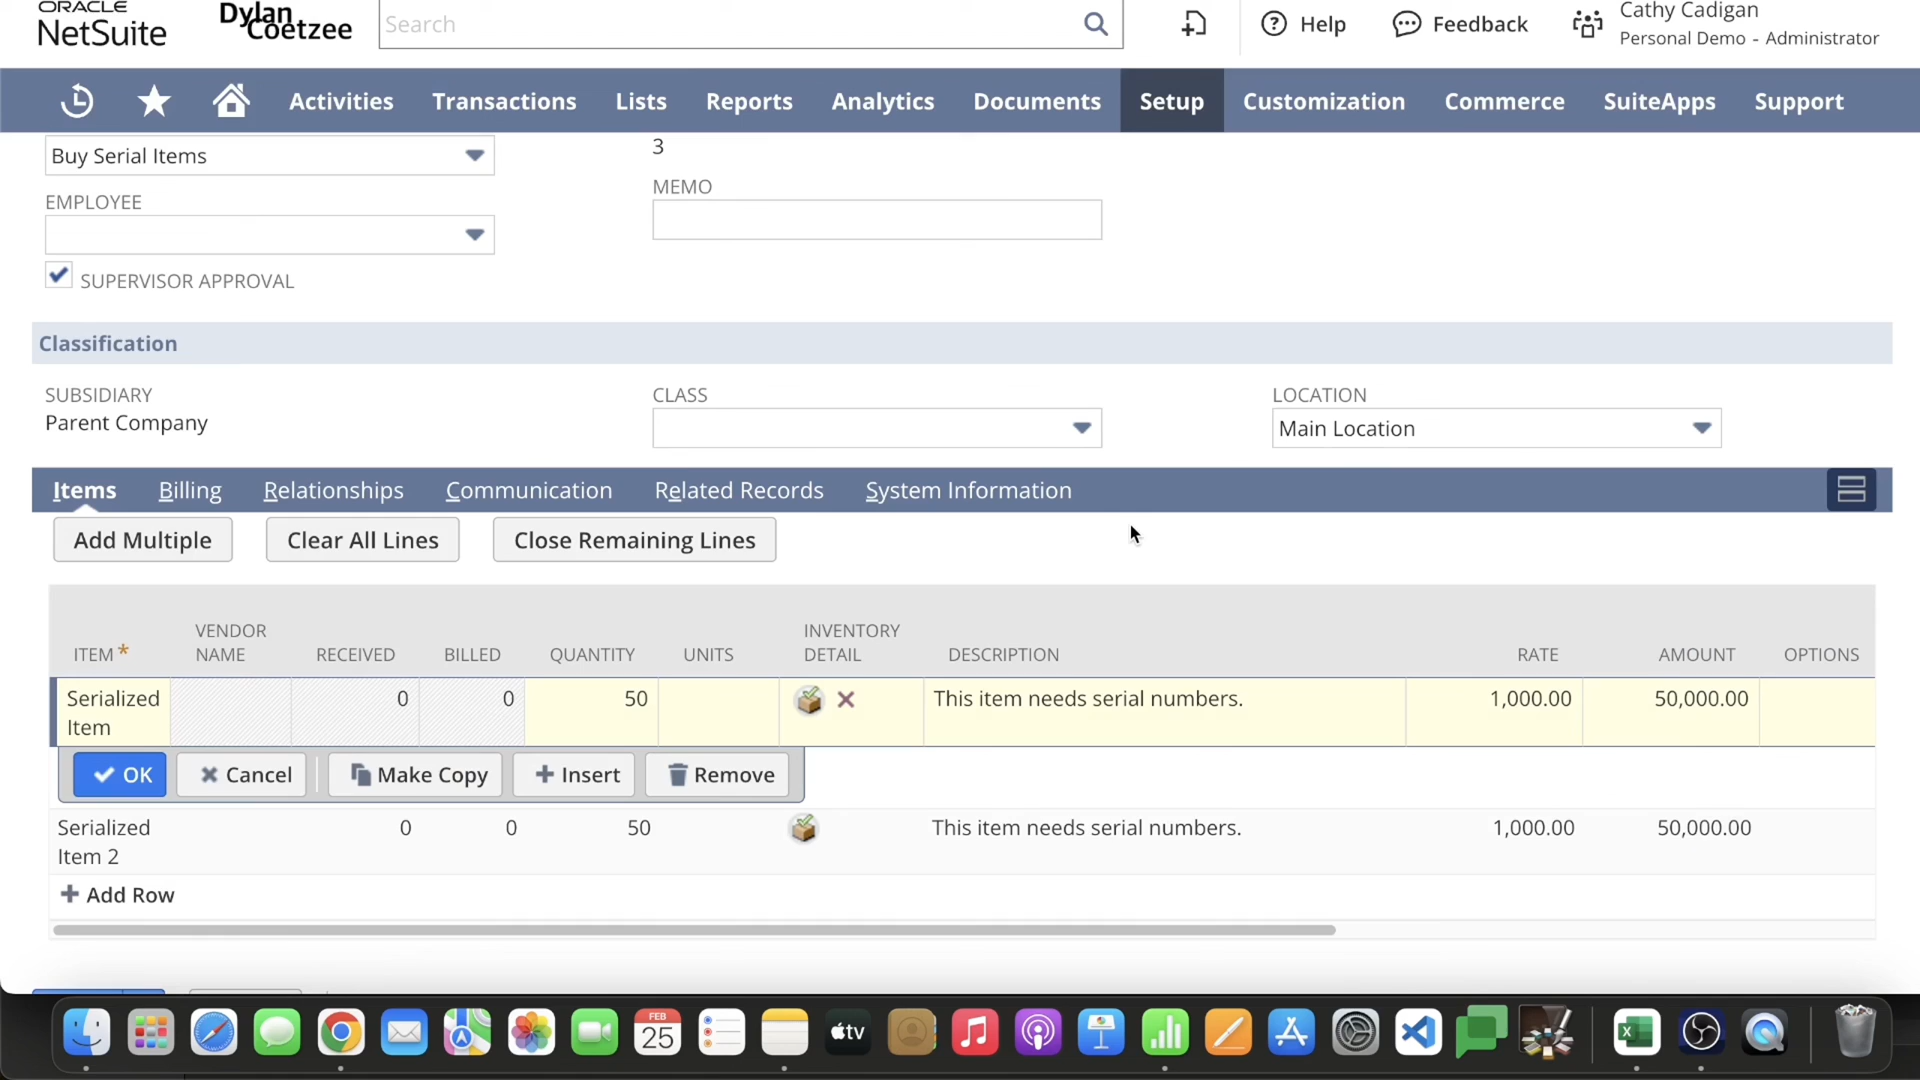 ORACLE
NetSuite
Dylan
Coetzee
Search
Help
Feedback
Cathy Cadigan
Personal Demo - Administrator
Activities
Transactions
Lists
Reports
Analytics
Documents
Setup
Customization
Commerce
SuiteApps
Support
Buy Serial Items
3
EMPLOYEE
MEMO
SUPERVISOR APPROVAL
Classification
SUBSIDIARY
Parent Company
CLASS
LOCATION
Main Location
Items
Billing
Relationships
Communication
Related Records
System Information
Add Multiple
Clear All Lines
Close Remaining Lines
ITEM *
VENDOR
NAME
RECEIVED
BILLED
QUANTITY
UNITS
INVENTORY
DETAIL
DESCRIPTION
RATE
AMOUNT
OPTIONS
Serialized
Item
0
0
50
This item needs serial numbers.
1,000.00
50,000.00
OK
Cancel
Make Copy
Insert
Remove
Serialized
Item 2
0
0
50
This item needs serial numbers.
1,000.00
50,000.00
Add Row
FEB
25
tv